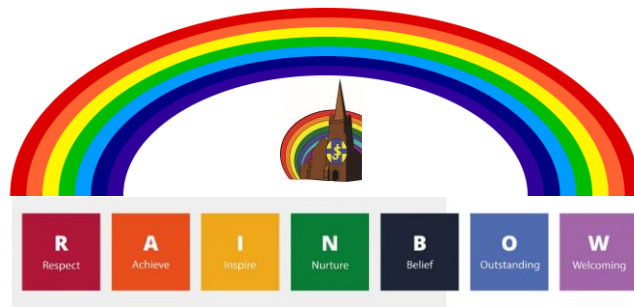 R A I N B O W
Respect Achieve Inspire Nurture Belief Outstanding Welcoming